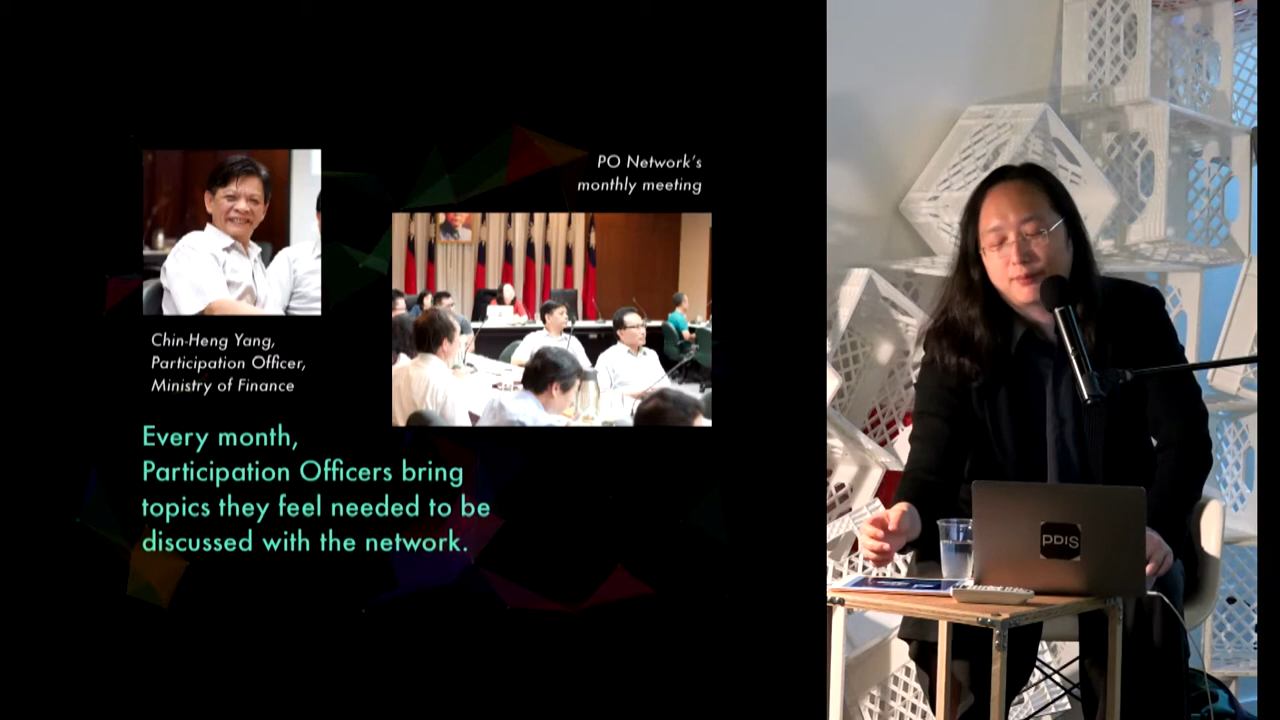 PO Network's
monthly meeting
Chin-Heng Yang,
Participation Officer,
Ministry of Finance
Every month,
Participation Officers bring
topics they feel needed to be
discussed with the network.
PDIS